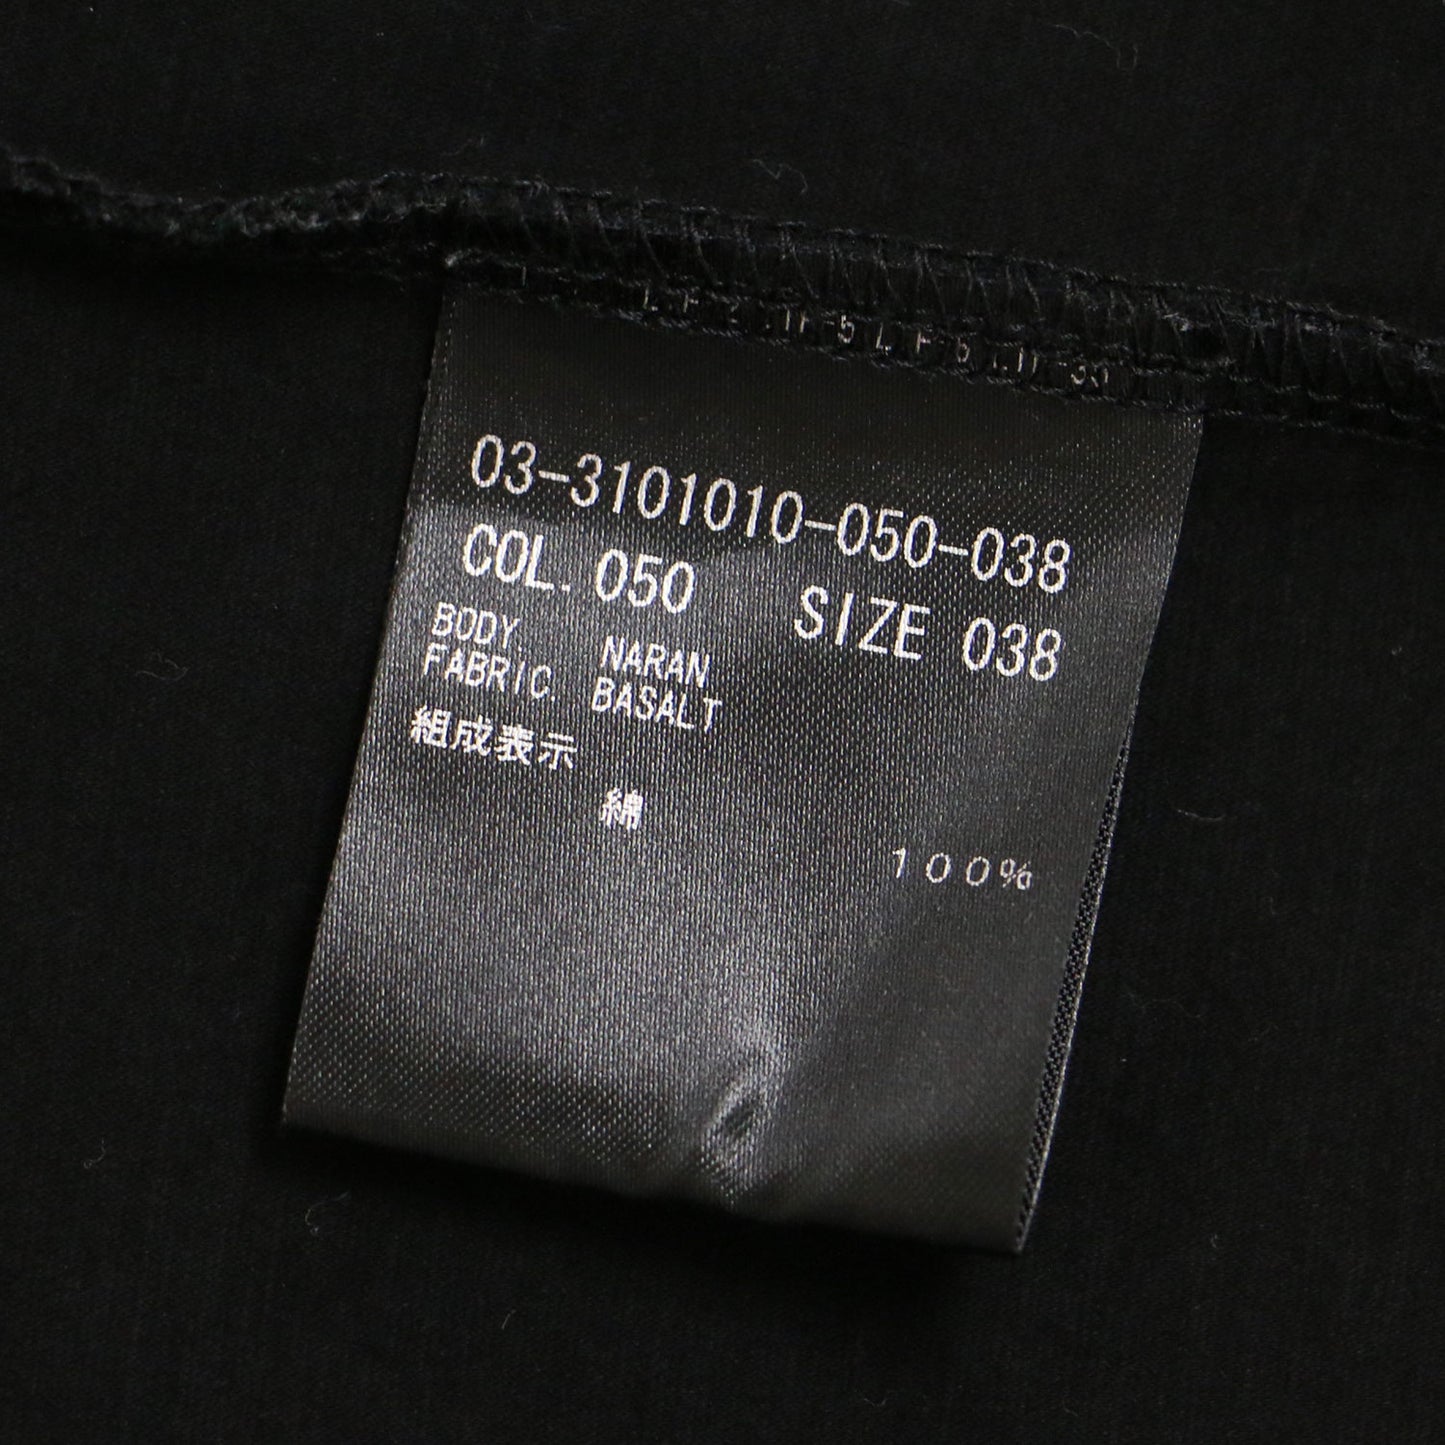 03-3101010-050-038
COL. 050 SIZE 038
BODY. NARAN
FABRIC. BASALT
組成表示
綿
100%